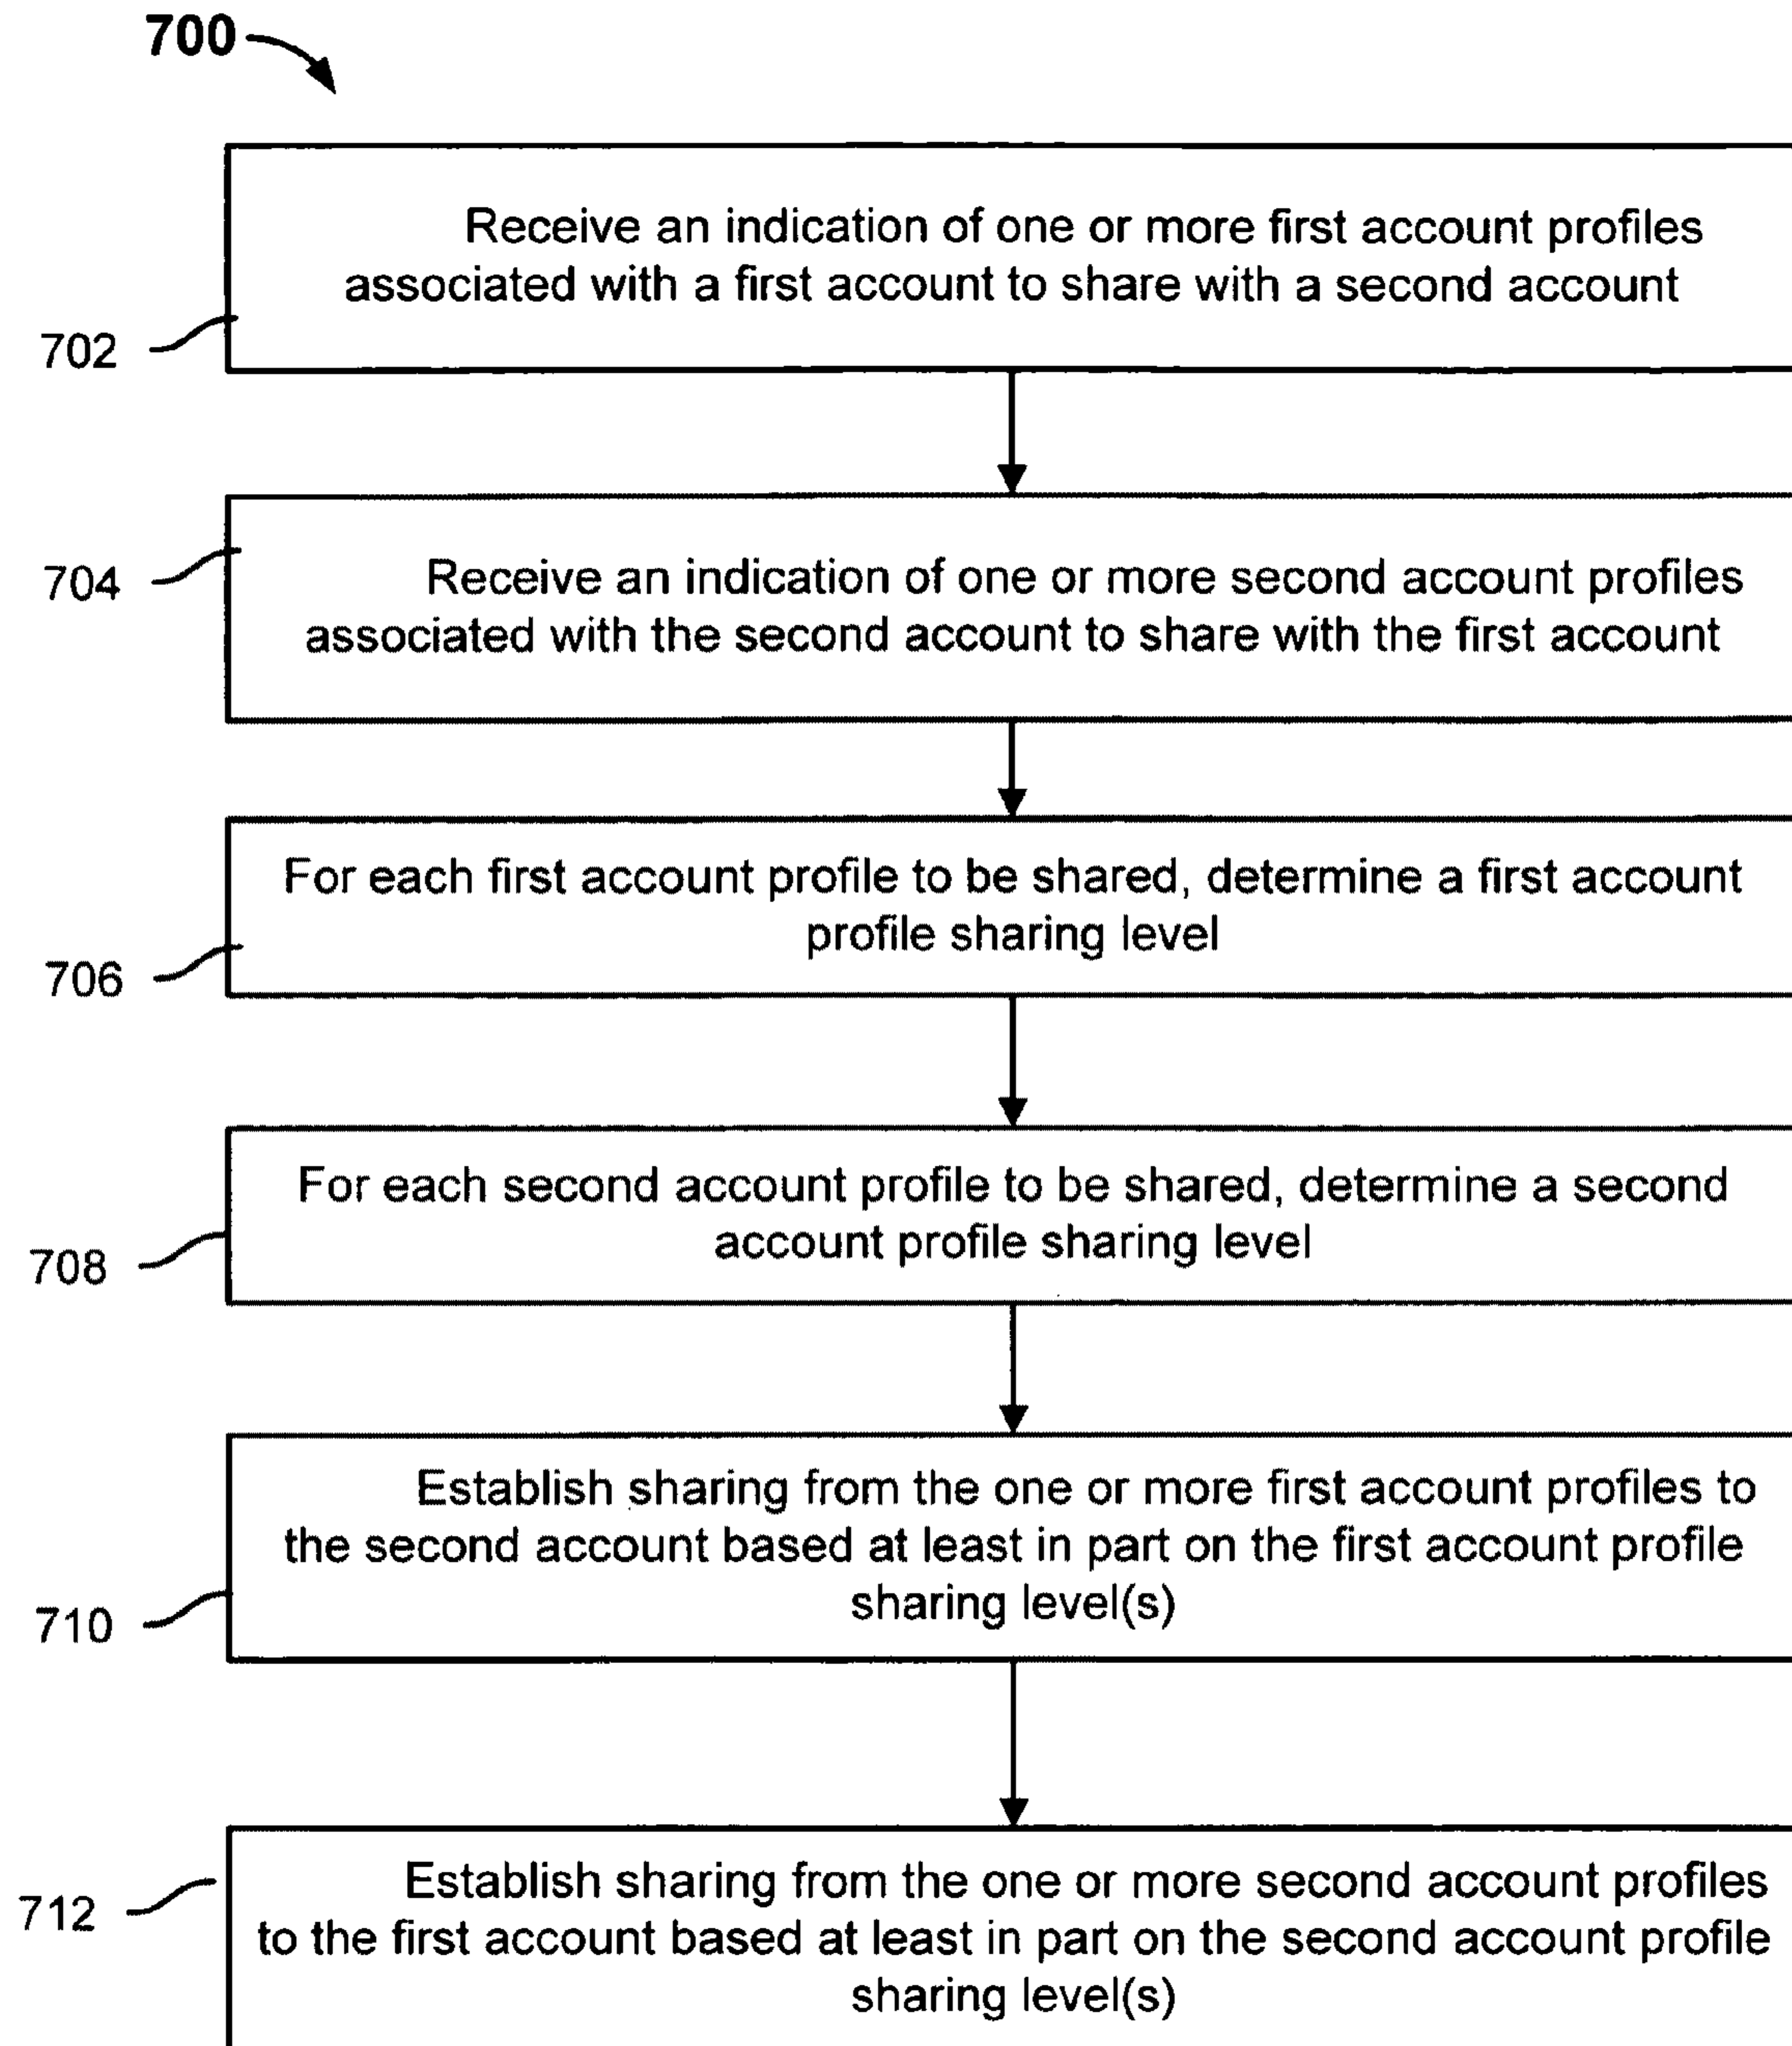 700
Receive an indication of one or more first account profiles
associated with a first account to share with a second account
702
704
Receive an indication of one or more second account profiles
associated with the second account to share with the first account
For each first account profile to be shared, determine a first account
profile sharing level
706
For each second account profile to be shared, determine a second
account profile sharing level
708
Establish sharing from the one or more first account profiles to
the second account based at least in part on the first account profile
sharing level(s)
710
712
Establish sharing from the one or more second account profiles
to the first account based at least in part on the second account profile
sharing level(s)